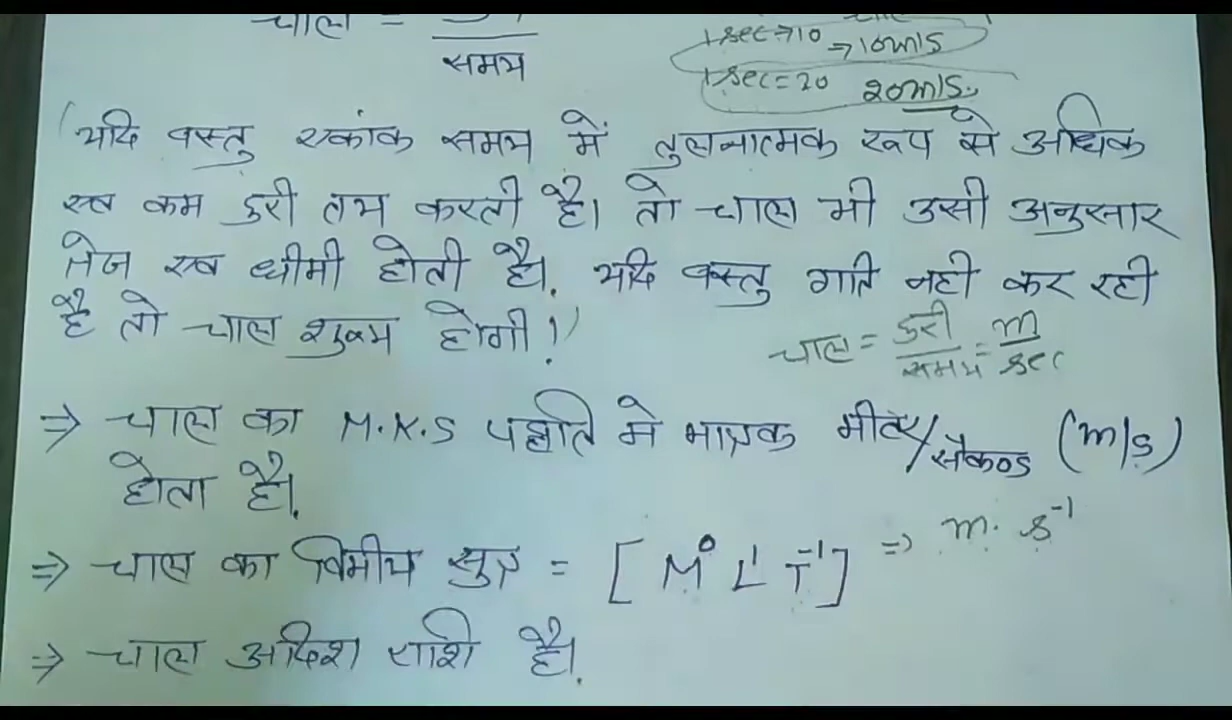 चाल =
समय
1 sec → 10 ⇒ 10m/s
1 sec = 20 20m/s.
यदि वस्तु एकांक समय में तुलनात्मक रूप से अधिक
एव कम दुरी तय करती है। तो चाल भी उसी अनुसार
तेज एव धीमी होती है। यदि वस्तु गति नही कर रही
है तो चाल शुन्य होगी !
चाल = दुरी/समय = m/sec
⇒ चाल का M.K.S पद्धति मे मात्रक मीटर/सैकण्ड (m/s)
होता है।
⇒ चाल का विमीय सुत्र = [M⁰ L¹ T⁻¹] ⇒ m. s⁻¹
⇒ चाल अदिश राशि है।